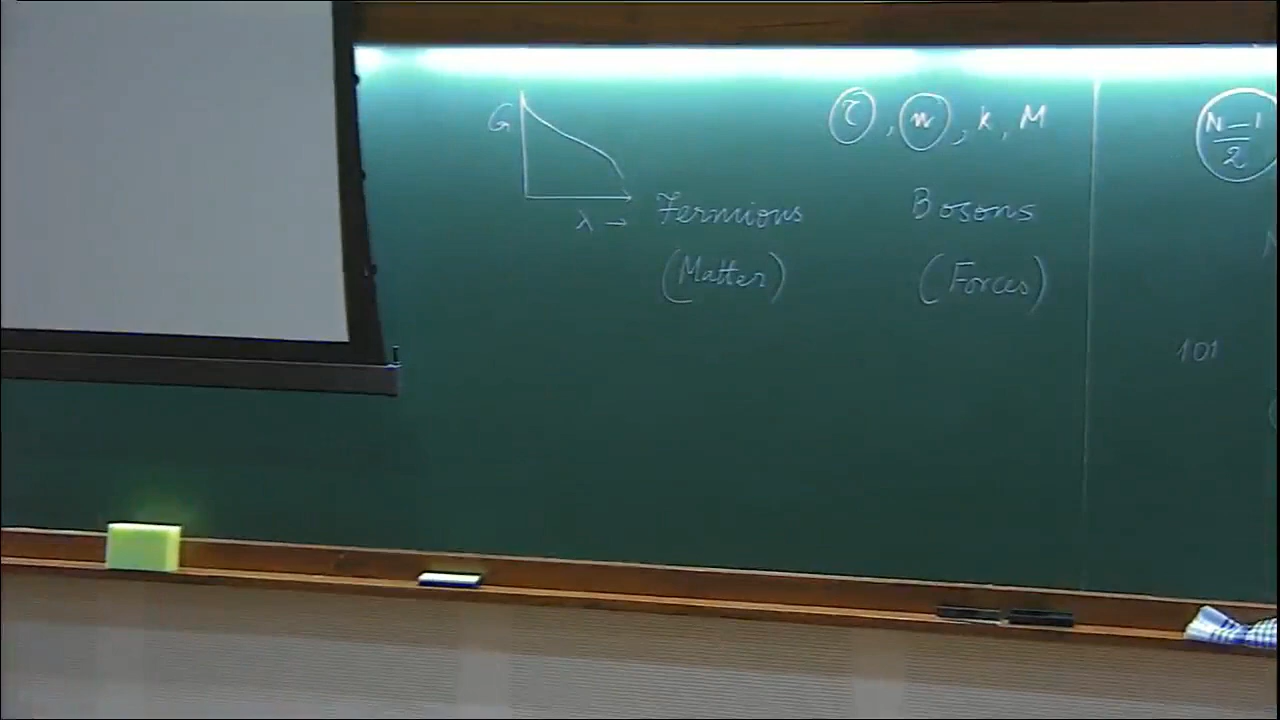 G
λ →
τ, n, k, M
Fermions
Bosons
(Matter)
(Forces)
N-1
2
101